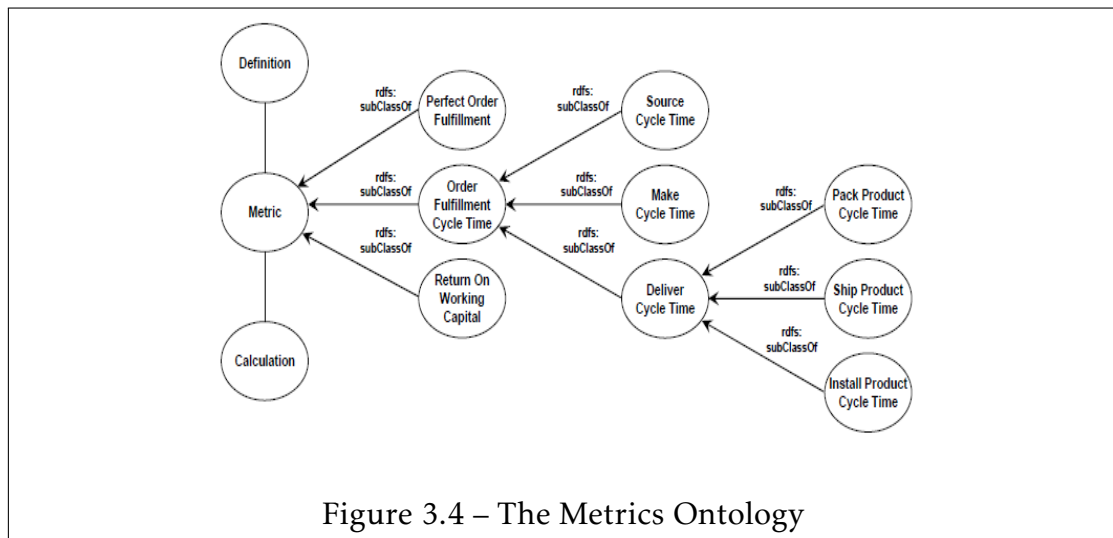 Definition
Metric
Calculation
rdfs:
subClassOf
rdfs:
subClassOf
rdfs:
subClassOf
Perfect Order
Fulfillment
Order
Fulfillment
Cycle Time
Return On
Working
Capital
rdfs:
subClassOf
rdfs:
subClassOf
rdfs:
subClassOf
Source
Cycle Time
Make
Cycle Time
Deliver
Cycle Time
rdfs:
subClassOf
rdfs:
subClassOf
rdfs:
subClassOf
Pack Product
Cycle Time
Ship Product
Cycle Time
Install Product
Cycle Time
Figure 3.4 – The Metrics Ontology